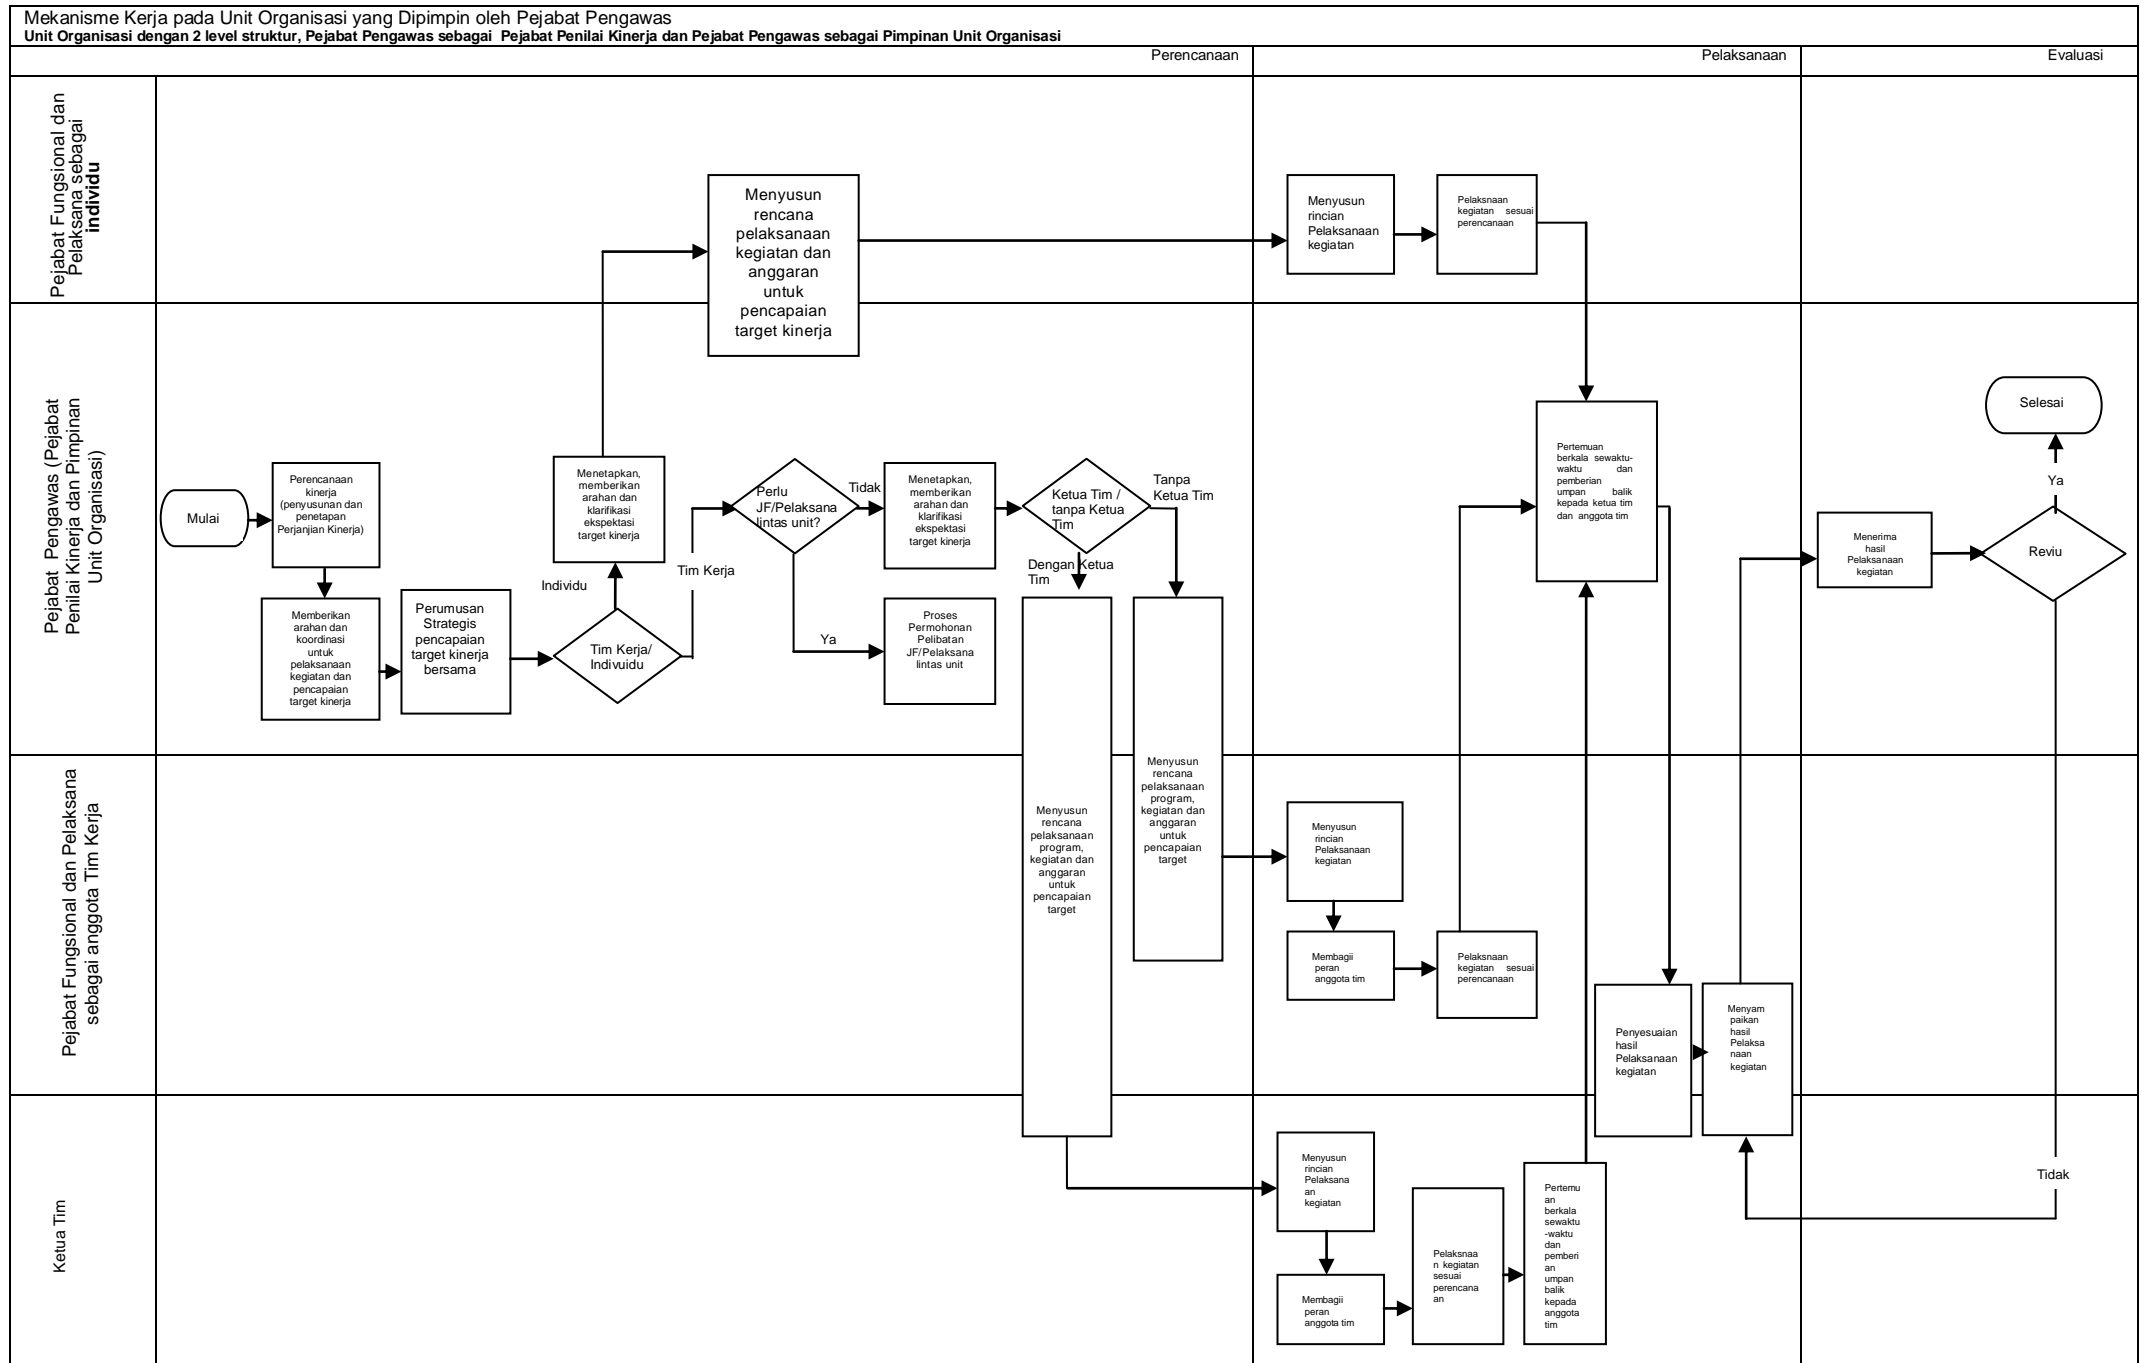 Mekanisme Kerja pada Unit Organisasi yang Dipimpin oleh Pejabat Pengawas
Unit Organisasi dengan 2 level struktur, Pejabat Pengawas sebagai Pejabat Penilai Kinerja dan Pejabat Pengawas sebagai Pimpinan Unit Organisasi
Perencanaan
Pelaksanaan
Evaluasi
Pejabat Fungsional dan
Pelaksana sebagai
individu
Menyusun
rencana
pelaksanaan
kegiatan dan
anggaran
untuk
pencapaian
target kinerja
Menyusun
rincian
Pelaksanaan
kegiatan
Pelaksnaan
kegiatan sesuai
perencanaan
Pejabat Pengawas (Pejabat
Penilai Kinerja dan Pimpinan
Unit Organisasi)
Mulai
Perencanaan
kinerja
(penyusunan dan
penetapan
Perjanjian Kinerja)
Memberikan
arahan dan
koordinasi
untuk
pelaksanaan
kegiatan dan
pencapaian
target kinerja
Perumusan
Strategis
pencapaian
target kinerja
bersama
Tim Kerja/
Indivuidu
Individu
Menetapkan,
memberikan
arahan dan
klarifikasi
ekspektasi
target kinerja
Tim Kerja
Perlu
JF/Pelaksana
lintas unit?
Tidak
Ya
Menetapkan,
memberikan
arahan dan
klarifikasi
ekspektasi
target kinerja
Proses
Permohonan
Pelibatan
JF/Pelaksana
lintas unit
Ketua Tim /
tanpa Ketua
Tim
Tanpa
Ketua Tim
Dengan Ketua
Tim
Pertemuan
berkala sewaktu-
waktu dan
pemberian
umpan balik
kepada ketua tim
dan anggota tim
Menerima
hasil
Pelaksanaan
kegiatan
Reviu
Ya
Selesai
Pejabat Fungsional dan Pelaksana
sebagai anggota Tim Kerja
Menyusun
rencana
pelaksanaan
program,
kegiatan dan
anggaran
untuk
pencapaian
target
Menyusun
rencana
pelaksanaan
program,
kegiatan dan
anggaran
untuk
pencapaian
target
Menyusun
rincian
Pelaksanaan
kegiatan
Membagii
peran
anggota tim
Pelaksnaan
kegiatan sesuai
perencanaan
Penyesuaian
hasil
Pelaksanaan
kegiatan
Menyam
paikan
hasil
Pelaksa
naan
kegiatan
Tidak
Ketua Tim
Menyusun
rincian
Pelaksana
an
kegiatan
Membagii
peran
anggota tim
Pelaksnaa
n kegiatan
sesuai
perencana
an
Pertemu
an
berkala
sewaktu
-waktu
dan
pemberi
an
umpan
balik
kepada
anggota
tim